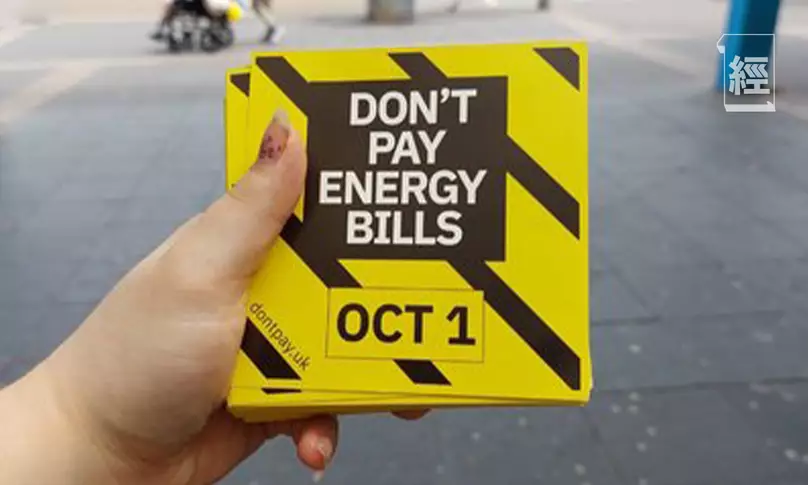 DON'T
PAY
ENERGY
BILLS
OCT 1
dontpay.uk
經